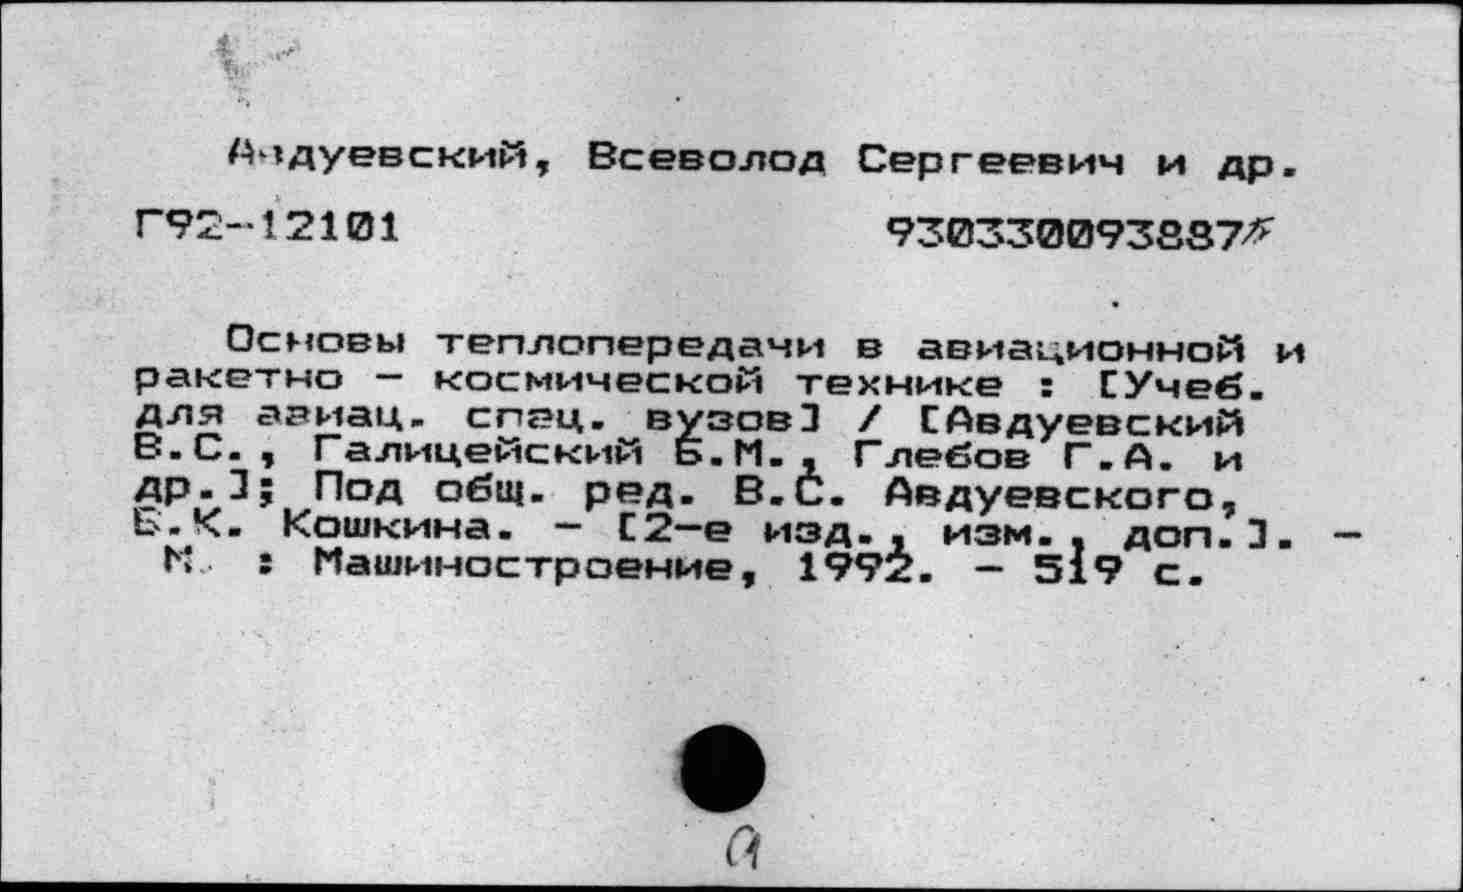 Авдуевский, Всеволод Сергеевич и др.
Г92-12101 930330093887*
Основы теплопередачи в авиационной и
ракетно - космической технике : [Учеб.
для авиац. спец. вузов] / [Авдуевский
В.С., Галицейский Б.М., Глебов Г.А. и
др.]; Под общ. ред. В.С. Авдуевского,
В.К. Кошкина. - [2-е изд., изм., доп.]. -
М. : Машиностроение, 1992. - 519 с.
а